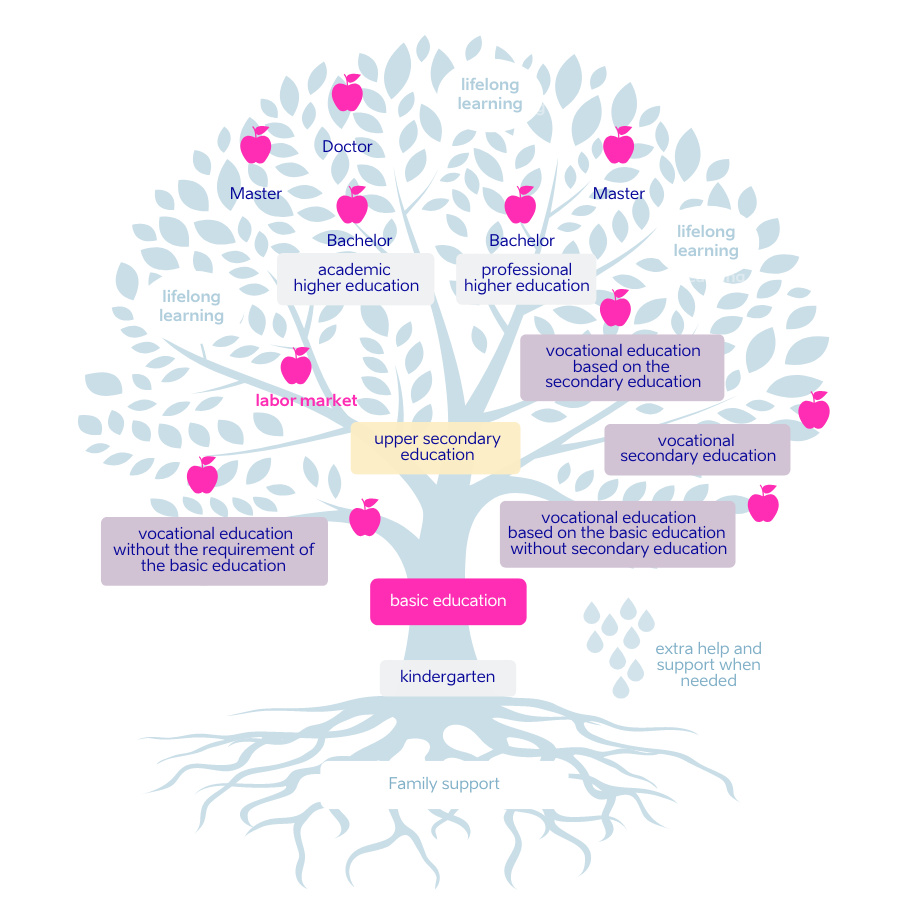 lifelong
learning
Doctor
Master
Master
Bachelor
Bachelor
lifelong
learning
academic
higher education
professional
higher education
lifelong
learning
vocational education
based on the
secondary education
labor market
upper secondary
education
vocational
secondary education
vocational education
without the requirement of
the basic education
vocational education
based on the basic education
without secondary education
basic education
extra help and
support when
needed
kindergarten
Family support